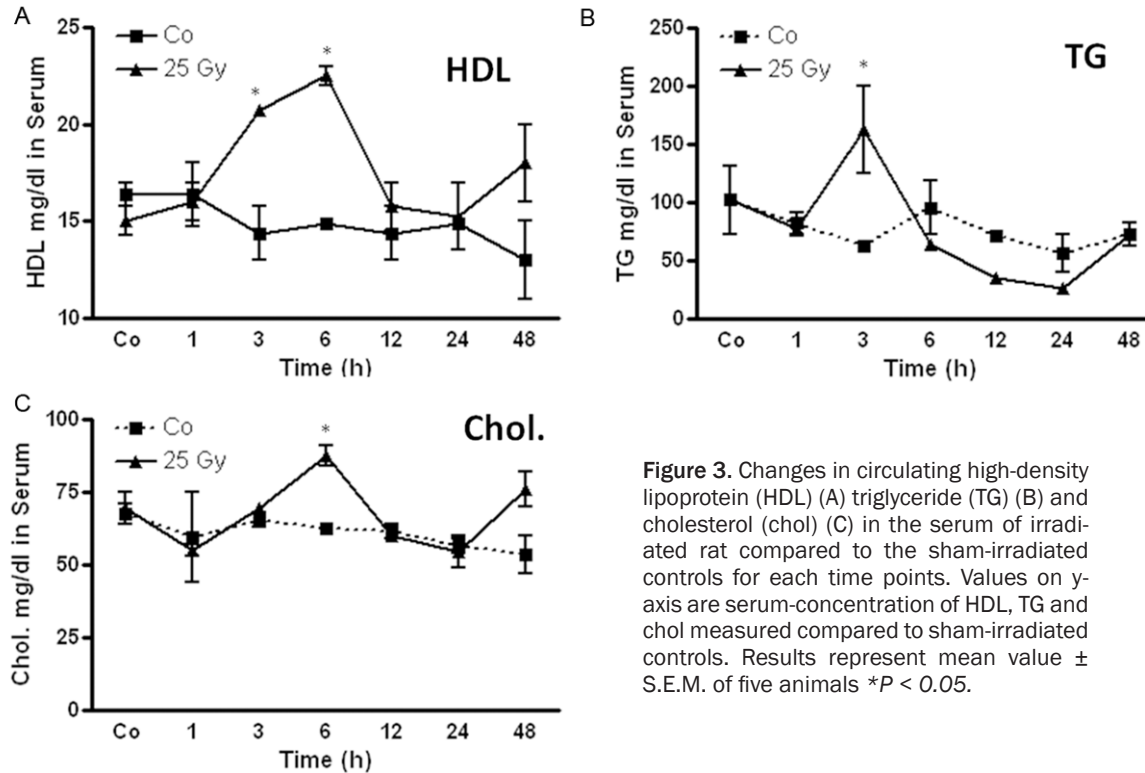 A
HDL
Co
25 Gy
*
*
25
20
15
10
HDL mg/dl in Serum
Co 1 3 6 12 24 48
Time (h)
B
TG
Co
25 Gy
*
250
200
150
100
50
0
TG mg/dl in Serum
Co 1 3 6 12 24 48
Time (h)
C
Chol.
Co
25 Gy
*
100
75
50
25
0
Chol. mg/dl in Serum
Co 1 3 6 12 24 48
Time (h)
Figure 3. Changes in circulating high-density
lipoprotein (HDL) (A) triglyceride (TG) (B) and
cholesterol (chol) (C) in the serum of irradi-
ated rat compared to the sham-irradiated
controls for each time points. Values on y-
axis are serum-concentration of HDL, TG and
chol measured compared to sham-irradiated
controls. Results represent mean value ±
S.E.M. of five animals *P < 0.05.